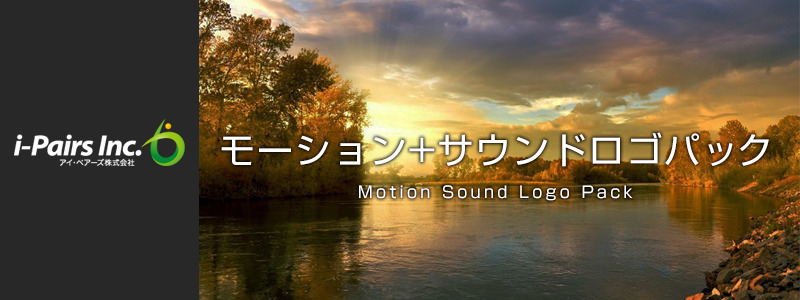 i-Pairs Inc.
アイ・ペアーズ株式会社
モーション+サウンドロゴパック
Motion Sound Logo Pack